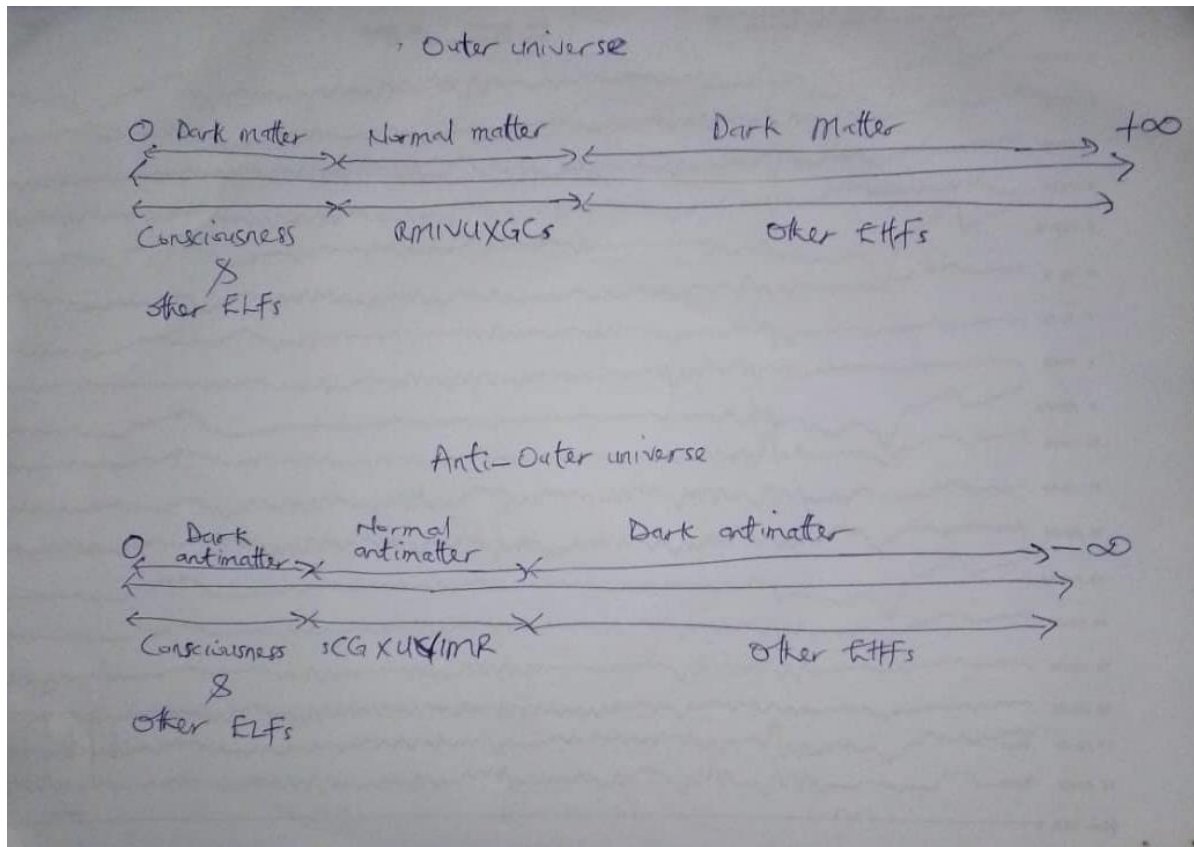 Outer universe
O Dark matter Normal matter Dark Matter +∞
Consciousness RMIVUXGCs Other EHFs
&
other ELFs
Anti-Outer universe
O Dark antimatter Normal antimatter Dark antimatter -∞
Consciousness Other EHFs
&
Other ELFs